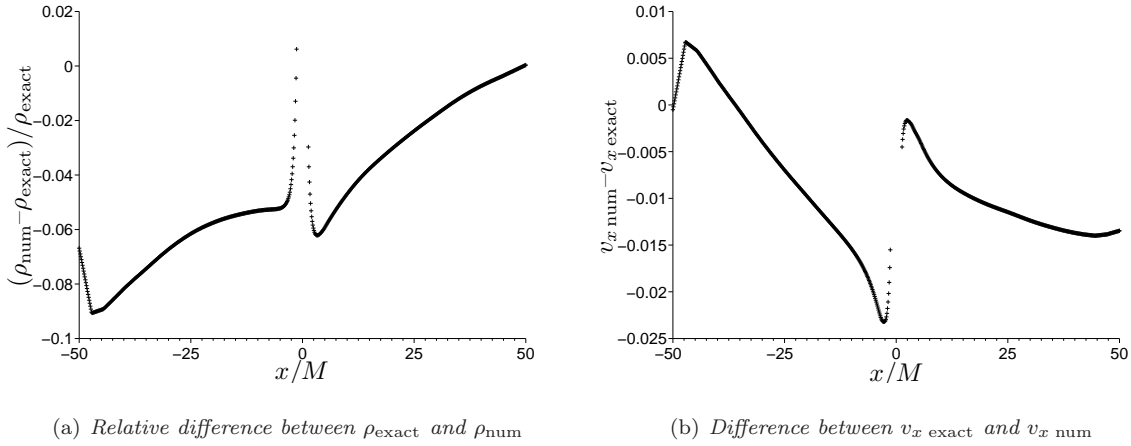 (ρnum−ρexact)/ρexact
0.02
0
−0.02
−0.04
−0.06
−0.08
−0.1
−50 −25 0 25 50
x/M
(a) Relative difference between ρexact and ρnum
vx num−vx exact
0.01
0.005
0
−0.005
−0.01
−0.015
−0.02
−0.025
−50 −25 0 25 50
x/M
(b) Difference between vx exact and vx num